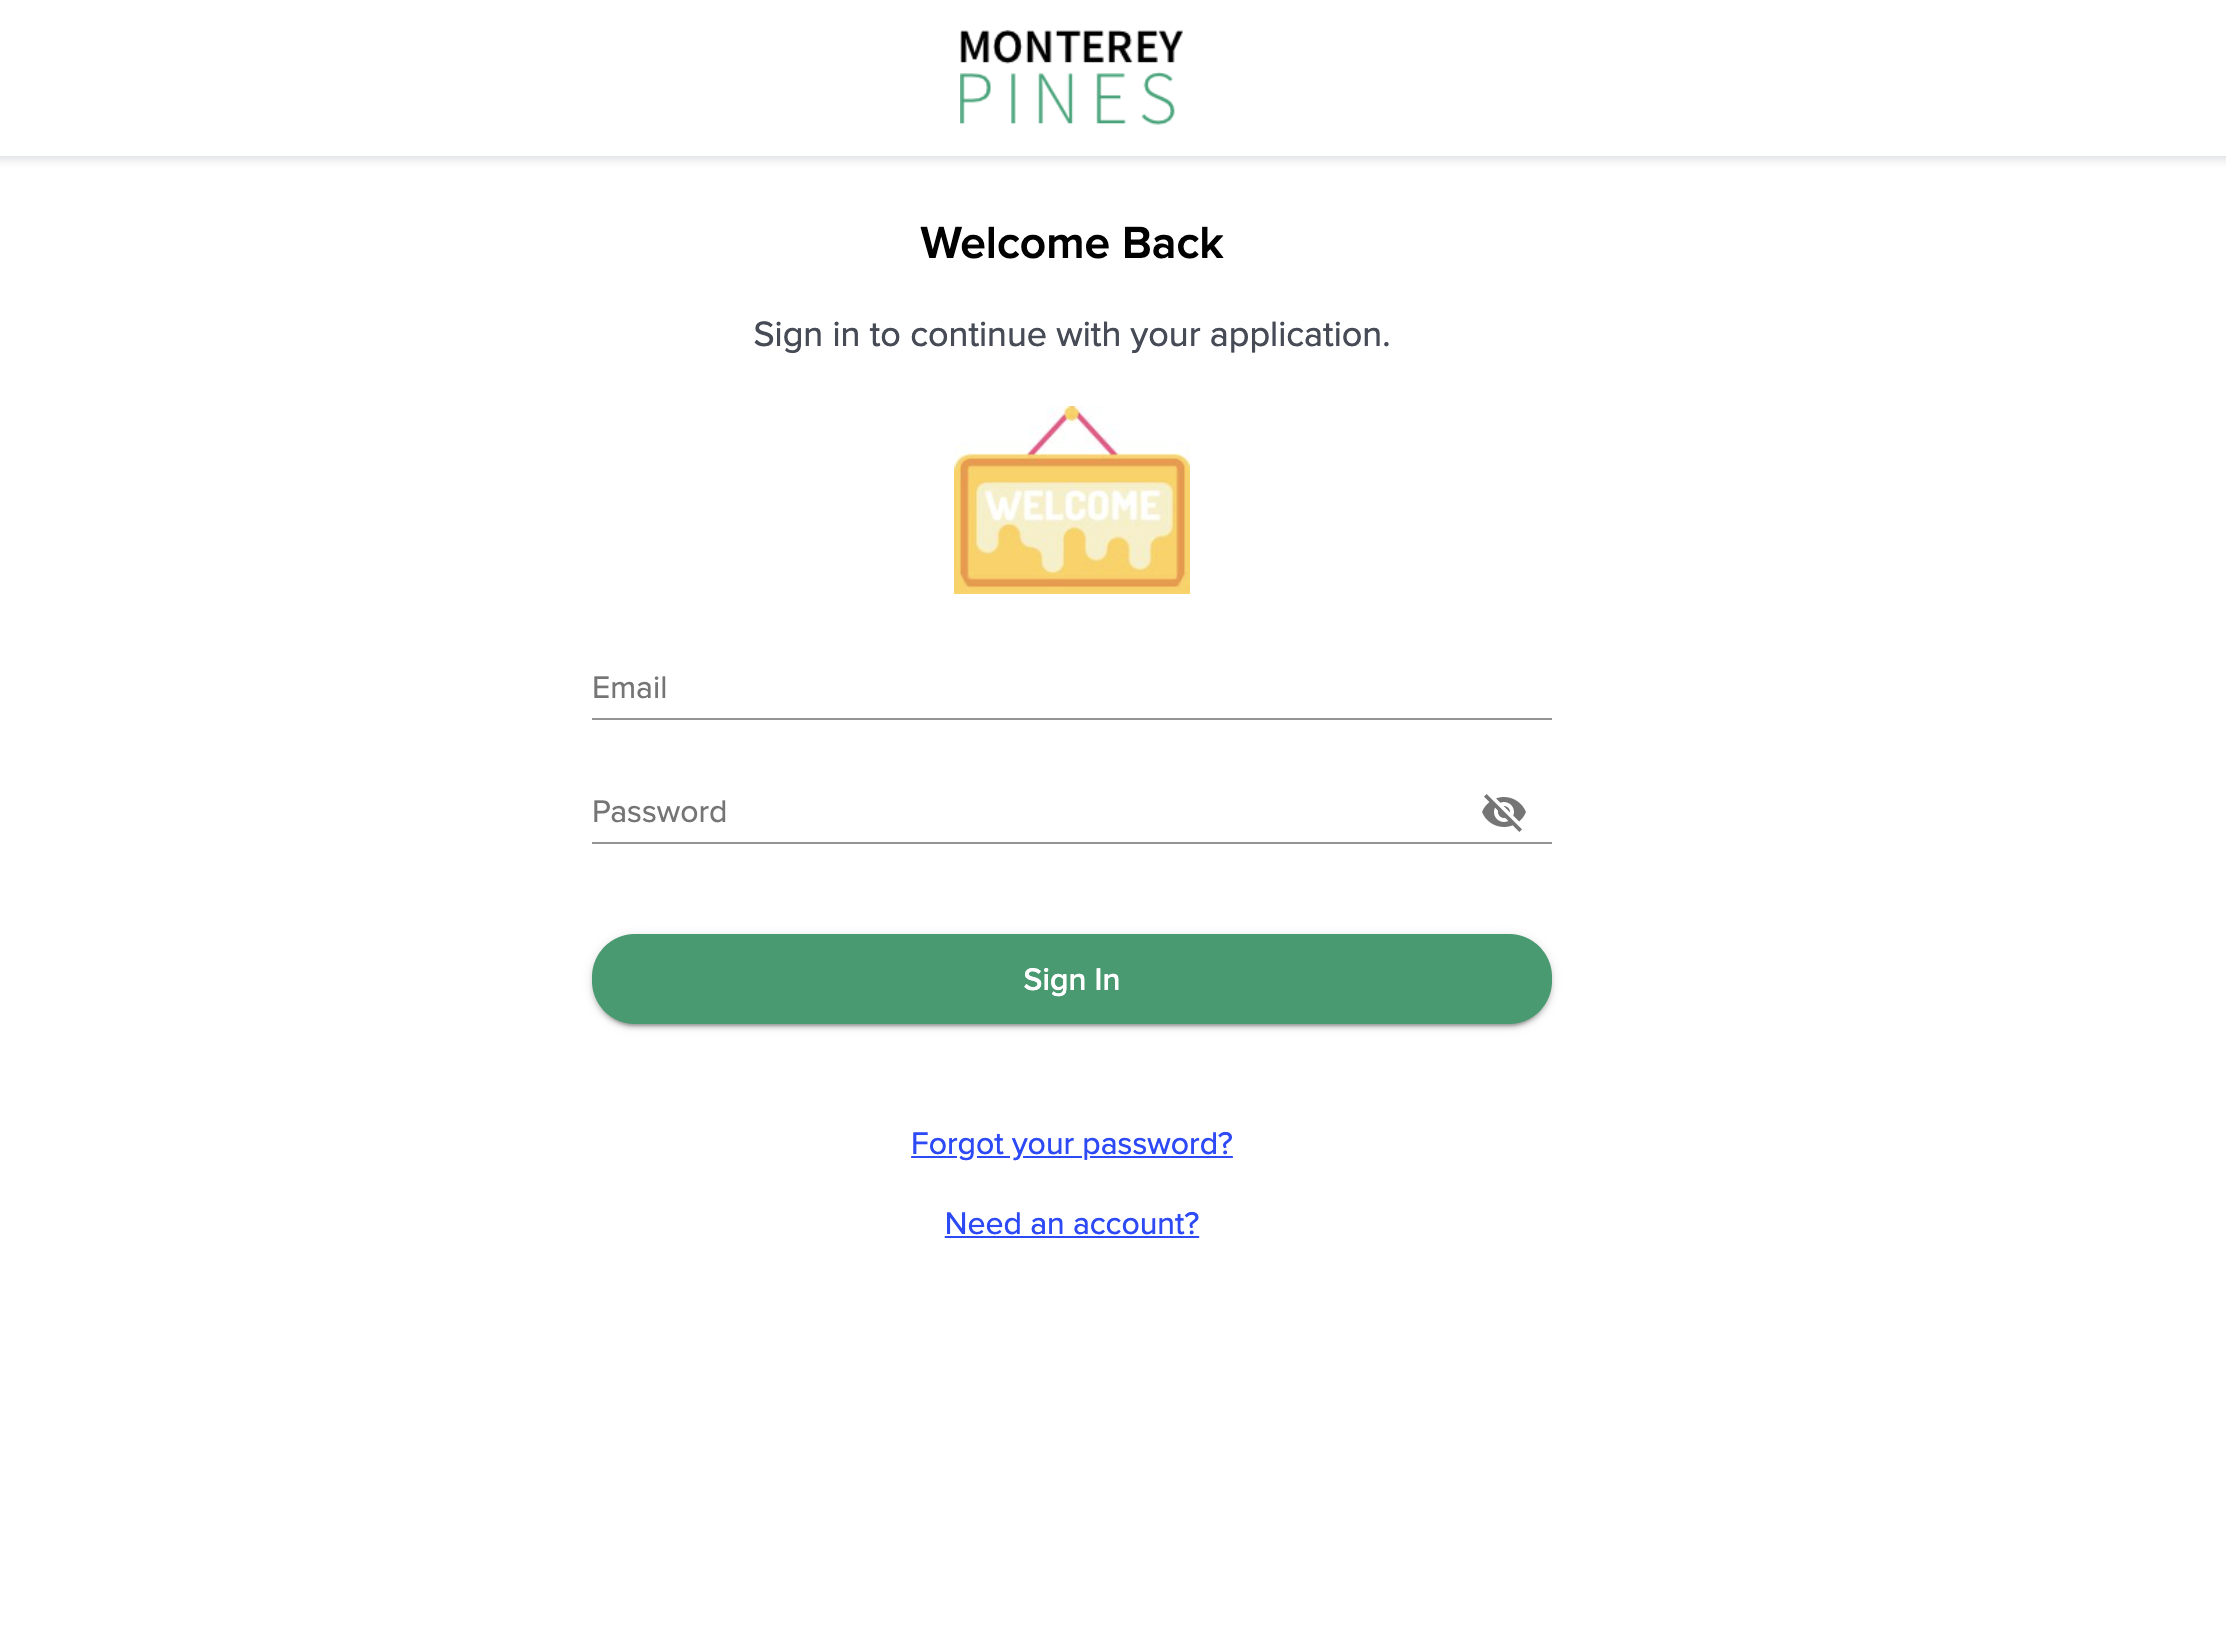 MONTEREY
PINES
Welcome Back
Sign in to continue with your application.
WELCOME
Email
Password
Sign In
Forgot your password?
Need an account?